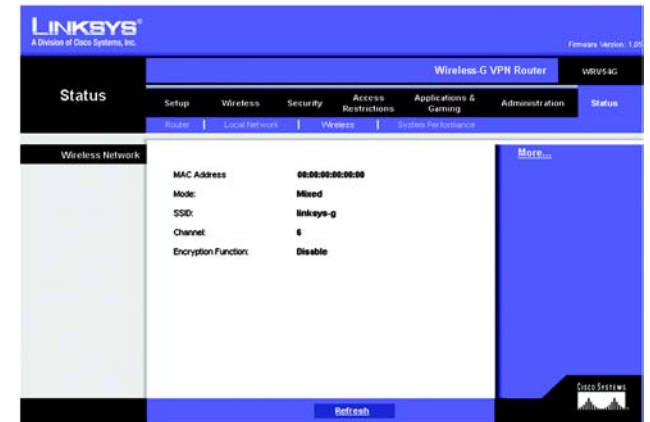 LINKSYS®
A Division of Cisco Systems, Inc.
Firmware Version: 1.05
Wireless-G VPN Router WRV54G
Status
Setup Wireless Security Access Restrictions Applications & Gaming Administration Status
Router | Local Network | Wireless | System Performance
Wireless Network
More...
MAC Address 00:00:00:00:00:00
Mode: Mixed
SSID: linksys-g
Channel: 6
Encryption Function: Disable
CISCO SYSTEMS
Refresh